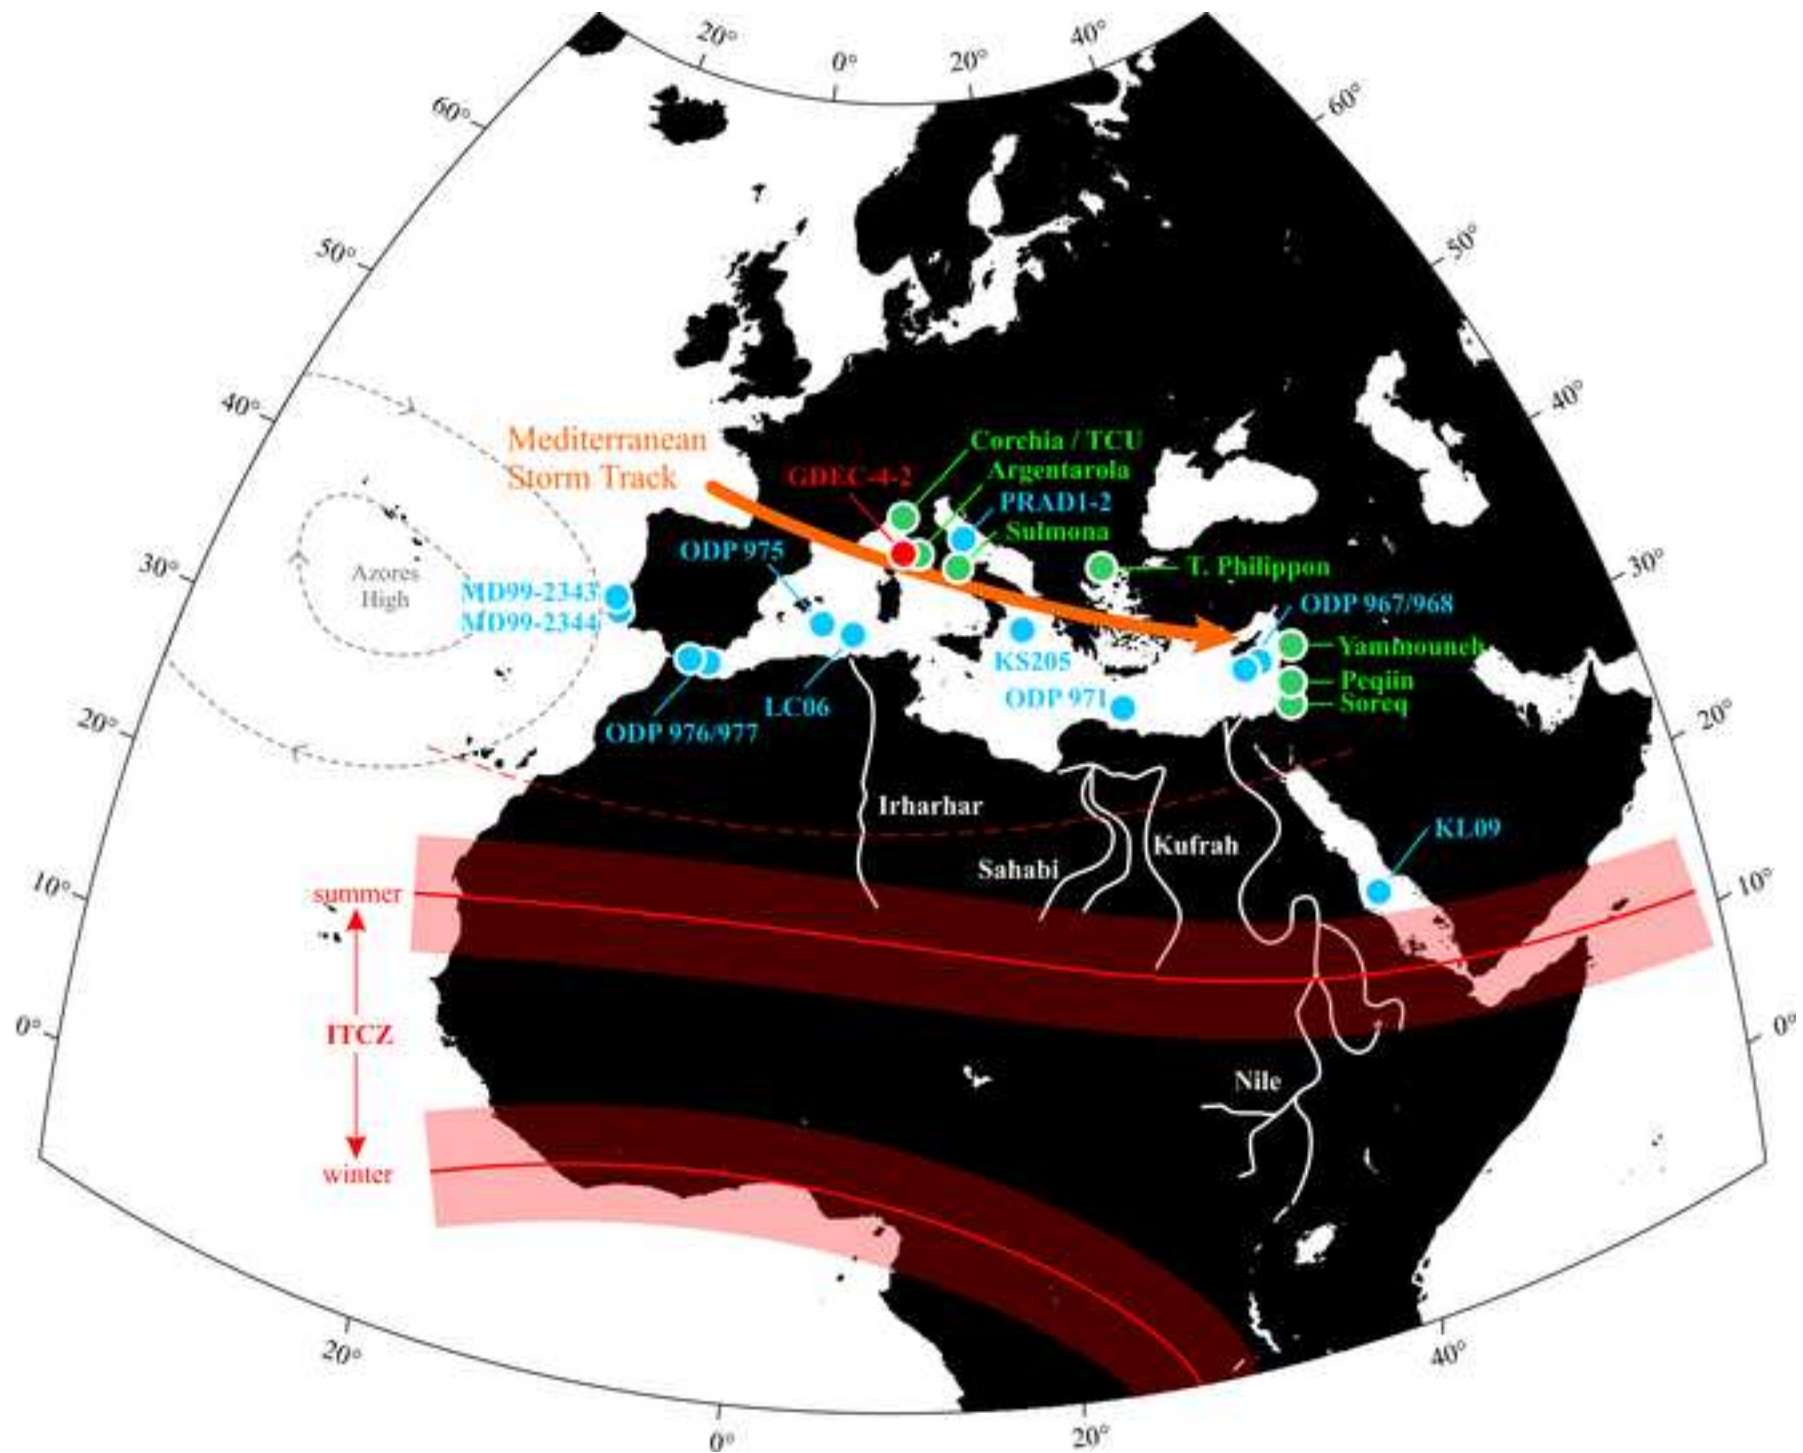 20°
0°
20°
40°
60°
60°
50°
50°
40°
40°
30°
30°
20°
20°
10°
10°
0°
0°
20°
0°
20°
40°
Mediterranean
Storm Track
Azores
High
GDEC-4-2
Corchia / TCU
Argentarola
PRAD1-2
Sulmona
T. Philippon
ODP 975
MD99-2343
MD99-2344
ODP 967/968
Yammouneh
Peqiin
Soreq
KS205
ODP 971
LC06
ODP 976/977
Irharhar
Sahabi
Kufrah
KL09
summer
ITCZ
winter
Nile